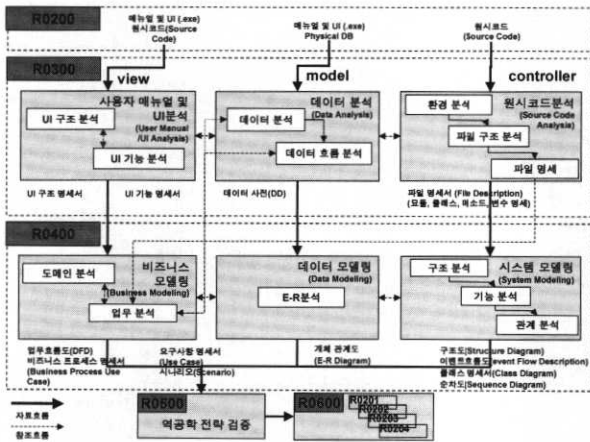 R0200
메뉴얼 및 UI (.exe)
원시코드(Source
Code)
메뉴얼 및 UI(.exe)
Physical DB
원시코드
(Source Code)
R0300
view
model
controller
사용자 메뉴얼 및
UI분석
(User Manual
/UI Analysis)
UI 구조 분석
UI 기능 분석
데이터 분석
(Data Analysis)
데이터 분석
데이터 흐름 분석
원시코드분석
(Source Code
Analysis)
환경 분석
파일 구조 분석
파일 명세
UI 구조 명세서
UI 기능 명세서
데이터 사전(DD)
파일 명세서 (File Description)
(모듈, 클래스, 머소드, 변수 명세)
R0400
비즈니스
모델링
(Business Modeling)
도메인 분석
업무 분석
데이터 모델링
(Data Modeling)
E-R분석
시스템 모델링
(System Modeling)
구조 분석
기능 분석
관계 분석
업무흐름도(DFD)
비즈니스 프로세스 명세서
(Business Process Use
Case)
요구사항 명세서
(Use Case)
시나리오(Scenario)
개체 관계도
(E-R Diagram)
구조도(Structure Diagram)
이벤트흐름도(event Flow Description)
클래스 명세서(Class Diagram)
순차도(Sequence Diagram)
자료흐름
참조흐름
R0500
역공학 전략 검증
R0600
R0201
R0202
R0203
R0204